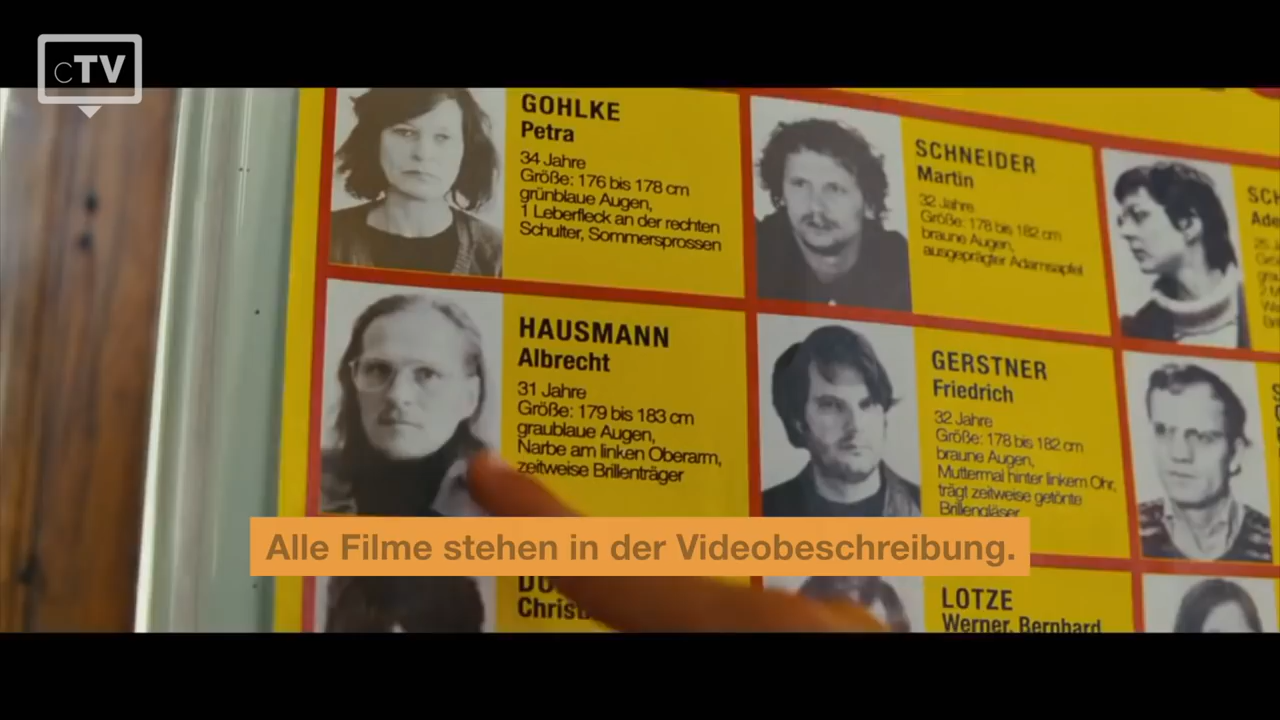 cTV
GOHLKE
Petra
34 Jahre
Größe: 176 bis 178 cm
grünblaue Augen,
1 Leberfleck an der rechten
Schulter, Sommersprossen
SCHNEIDER
Martin
32 Jahre
Größe: 178 bis 182 cm
braune Augen,
ausgeprägter Adamsapfel
HAUSMANN
Albrecht
31 Jahre
Größe: 179 bis 183 cm
graublaue Augen,
Narbe am linken Oberarm,
zeitweise Brillenträger
GERSTNER
Friedrich
32 Jahre
Größe: 178 bis 182 cm
braune Augen,
Muttermal hinter linkem Ohr,
trägt zeitweise getönte
Brillengläser
Alle Filme stehen in der Videobeschreibung.
LOTZE
Werner, Bernhard